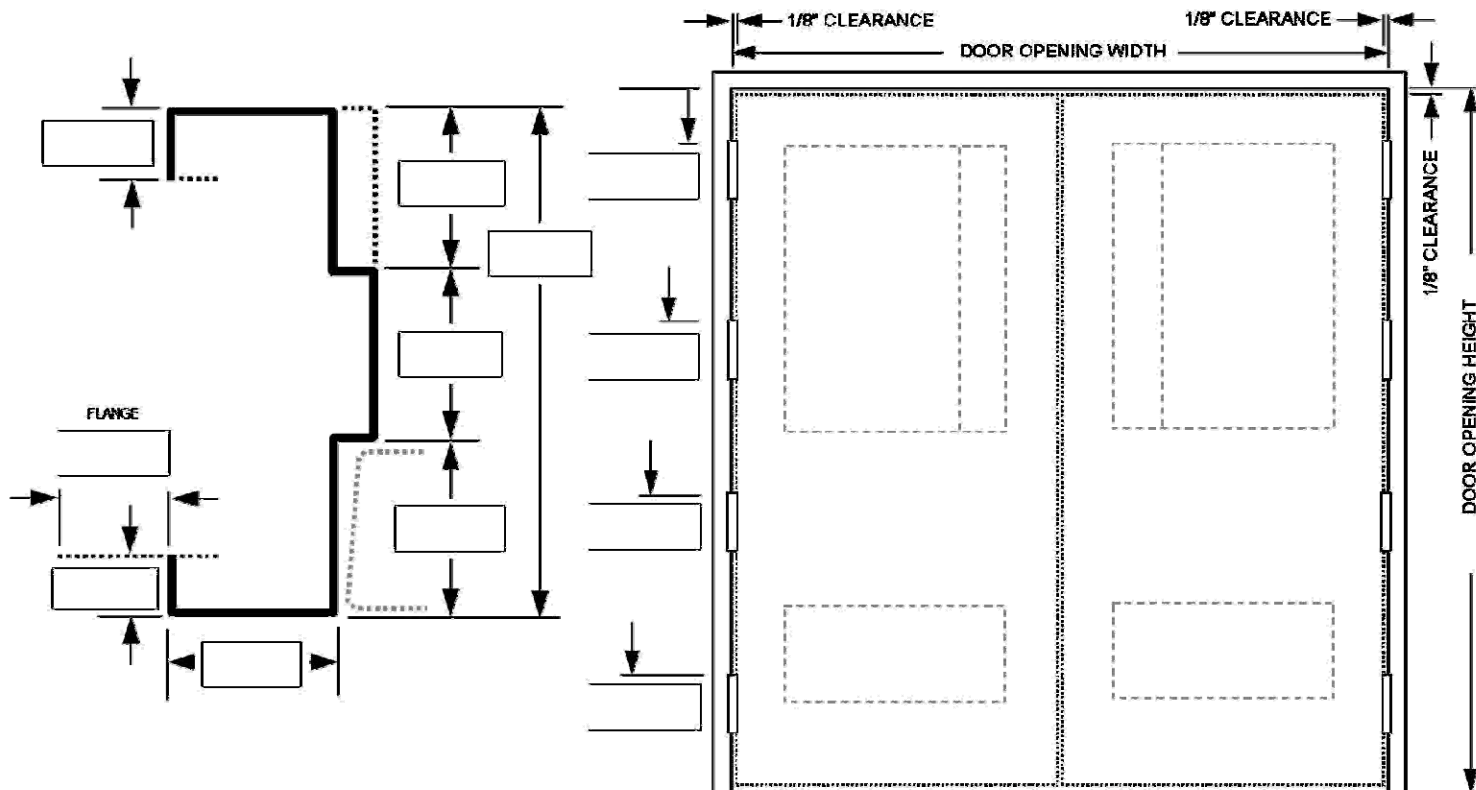 1/8" CLEARANCE
1/8" CLEARANCE
DOOR OPENING WIDTH
1/8" CLEARANCE
DOOR OPENING HEIGHT
FLANGE